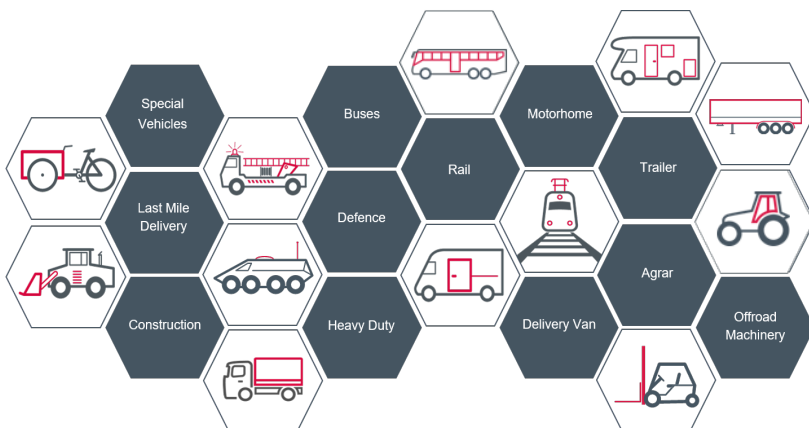 Special
Vehicles
Buses
Motorhome
Rail
Trailer
Last Mile
Delivery
Defence
Agrar
Construction
Heavy Duty
Delivery Van
Offroad
Machinery